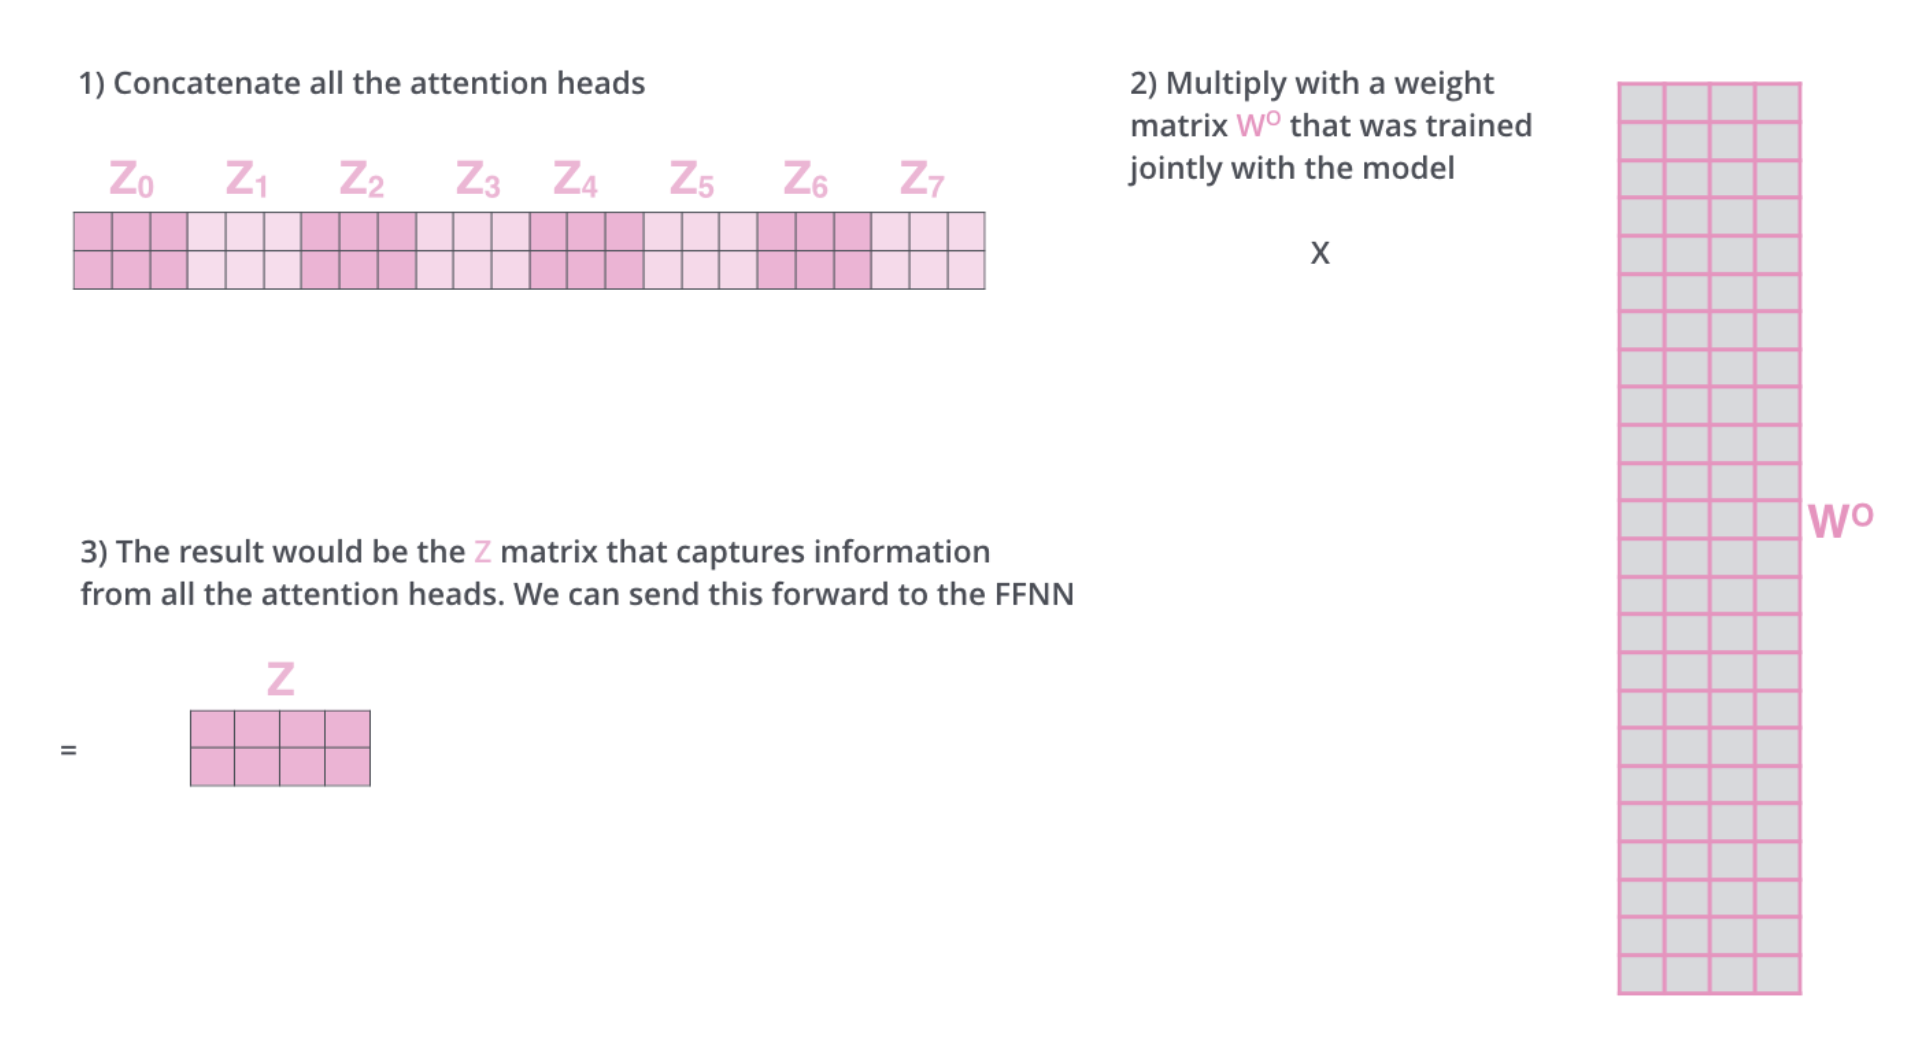 1) Concatenate all the attention heads
Z0 Z1 Z2 Z3 Z4 Z5 Z6 Z7
2) Multiply with a weight
matrix W^O that was trained
jointly with the model
X
W^O
3) The result would be the Z matrix that captures information
from all the attention heads. We can send this forward to the FFNN
Z
=